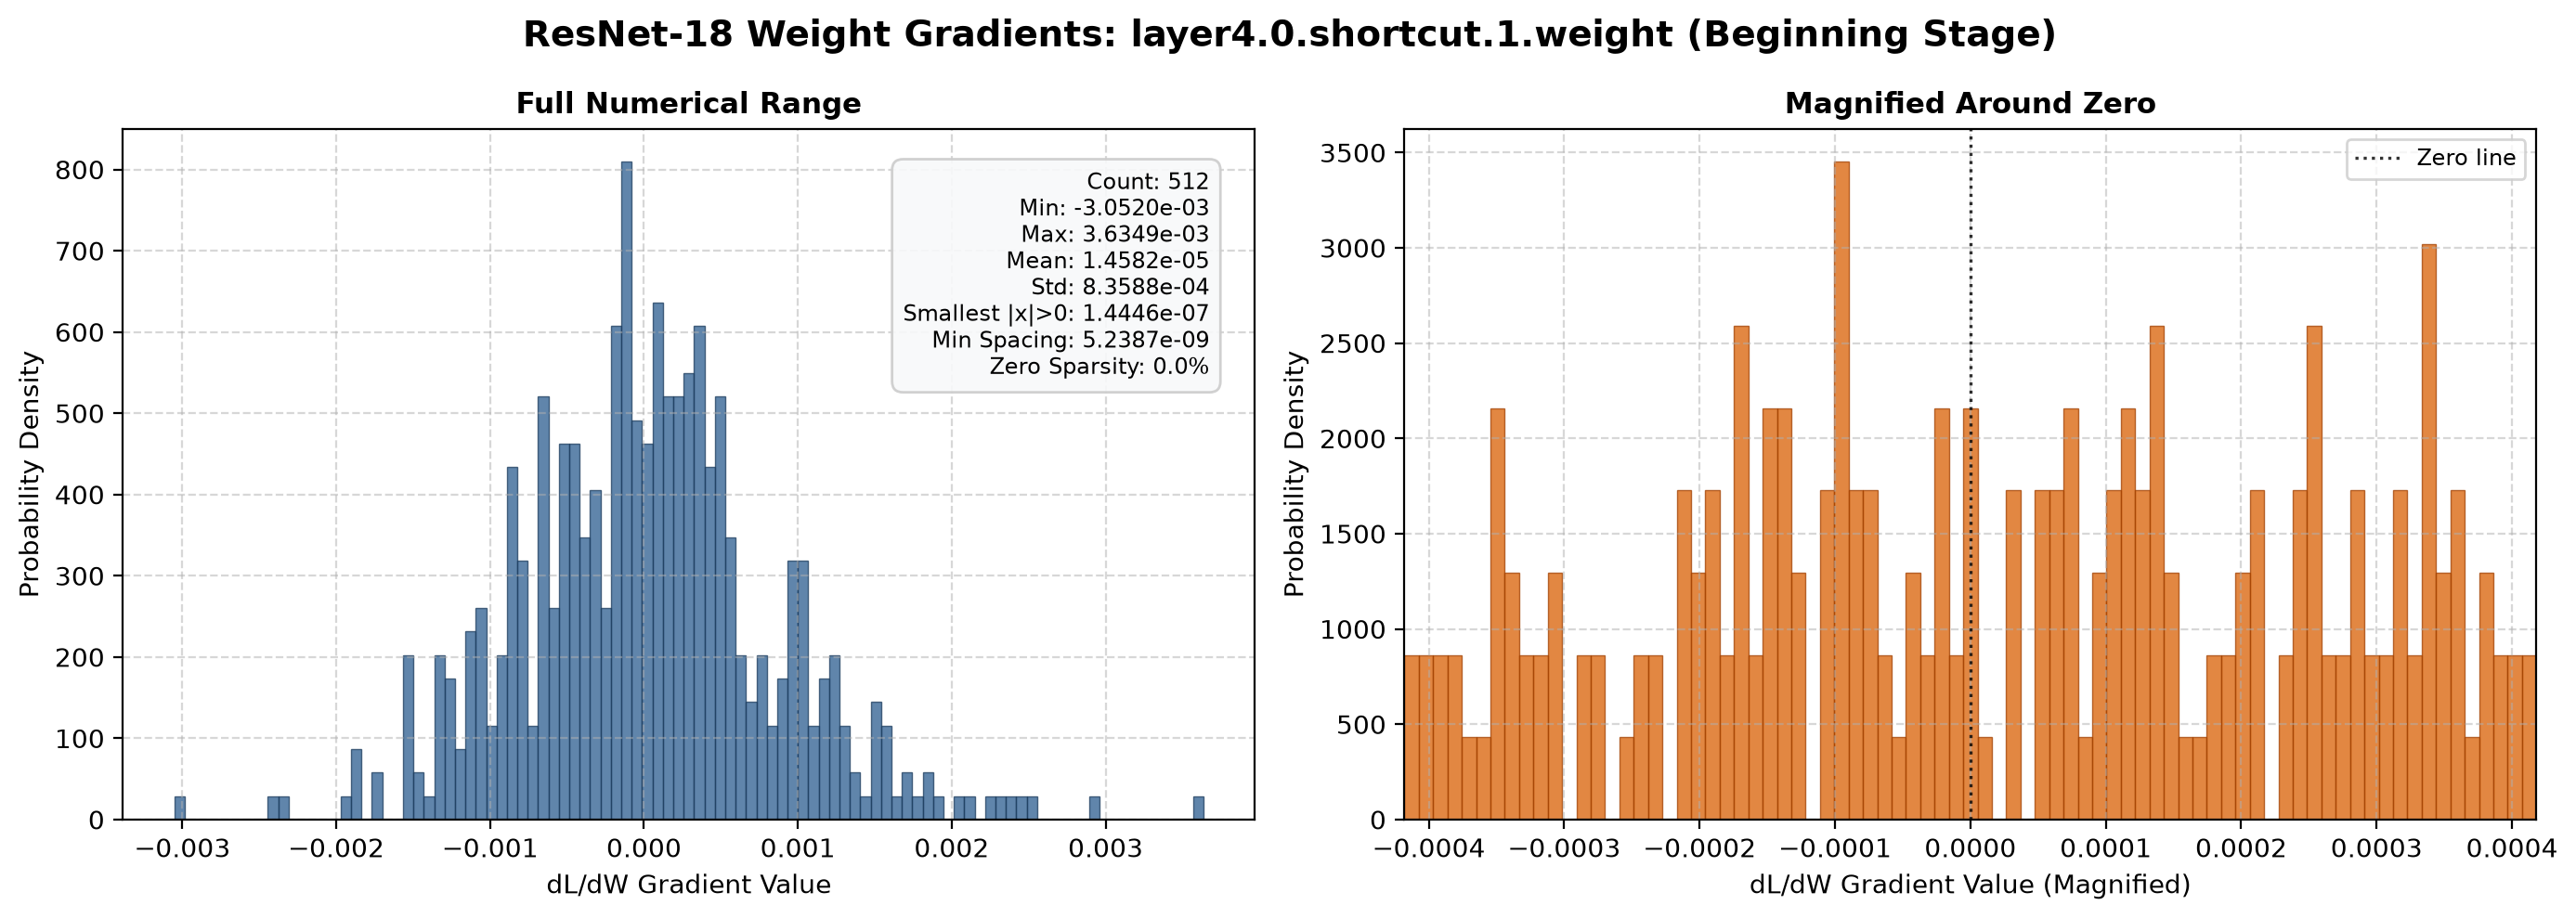 ResNet-18 Weight Gradients: layer4.0.shortcut.1.weight (Beginning Stage)
Full Numerical Range
Probability Density
800
700
600
500
400
300
200
100
0
Count: 512
Min: -3.0520e-03
Max: 3.6349e-03
Mean: 1.4582e-05
Std: 8.3588e-04
Smallest |x|>0: 1.4446e-07
Min Spacing: 5.2387e-09
Zero Sparsity: 0.0%
−0.003 −0.002 −0.001 0.000 0.001 0.002 0.003
dL/dW Gradient Value
Magnified Around Zero
Probability Density
3500
3000
2500
2000
1500
1000
500
0
Zero line
−0.0004 −0.0003 −0.0002 −0.0001 0.0000 0.0001 0.0002 0.0003 0.0004
dL/dW Gradient Value (Magnified)